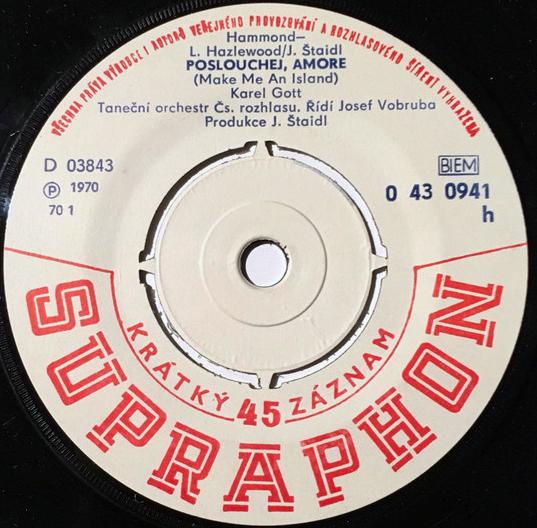 VŠECHNA PRÁVA VÝROBCE I AUTORŮ VEŘEJNÉHO PROVOZOVÁNÍ A ROZHLASOVÉHO ŠÍŘENÍ VYHRAŽENA
Hammond–
L. Hazlewood/J. Štaidl
POSLOUCHEJ, AMORE
(Make Me An Island)
Karel Gott
Taneční orchestr Čs. rozhlasu. Řídí Josef Vobruba
Produkce J. Štaidl
D 03843
℗ 1970
70 1
BIEM
0 43 0941
h
KRÁTKÝ 45 ZÁZNAM
SUPRAPHON